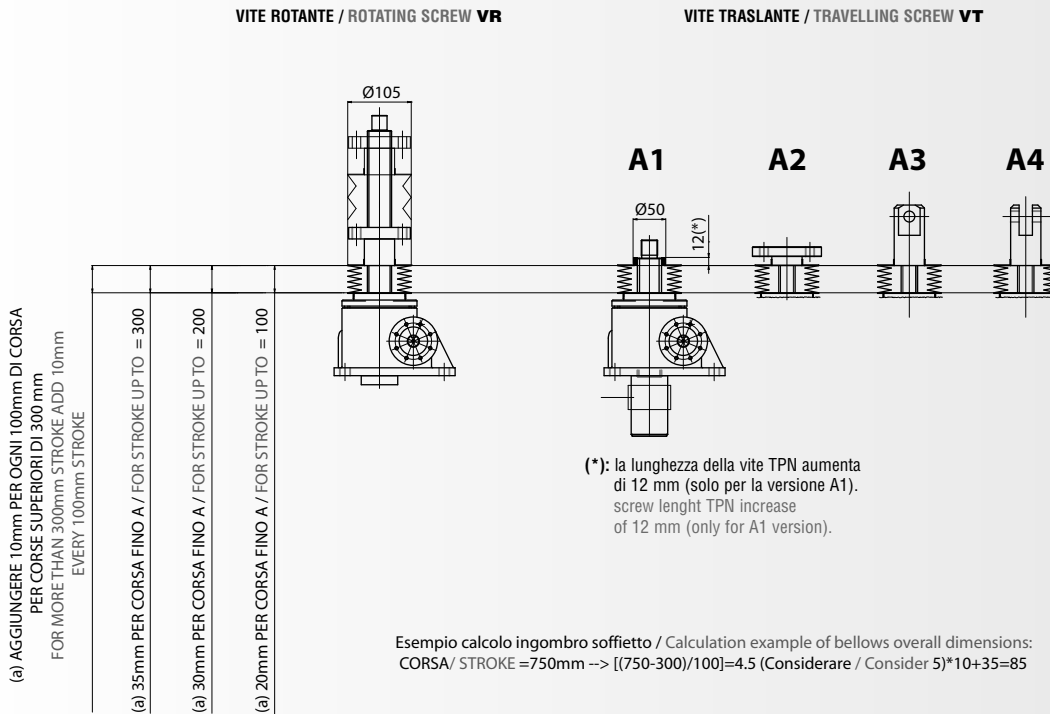 VITE ROTANTE / ROTATING SCREW VR
VITE TRASLANTE / TRAVELLING SCREW VT
Ø105
A1
A2
A3
A4
Ø50
12(*)
(a) AGGIUNGERE 10mm PER OGNI 100mm DI CORSA
PER CORSE SUPERIORI DI 300 mm
FOR MORE THAN 300mm STROKE ADD 10mm
EVERY 100mm STROKE
(a) 35mm PER CORSA FINO A / FOR STROKE UP TO = 300
(a) 30mm PER CORSA FINO A / FOR STROKE UP TO = 200
(a) 20mm PER CORSA FINO A / FOR STROKE UP TO = 100
(*): la lunghezza della vite TPN aumenta
di 12 mm (solo per la versione A1).
screw lenght TPN increase
of 12 mm (only for A1 version).
Esempio calcolo ingombro soffietto / Calculation example of bellows overall dimensions:
CORSA/ STROKE =750mm --> [(750-300)/100]=4.5 (Considerare / Consider 5)*10+35=85